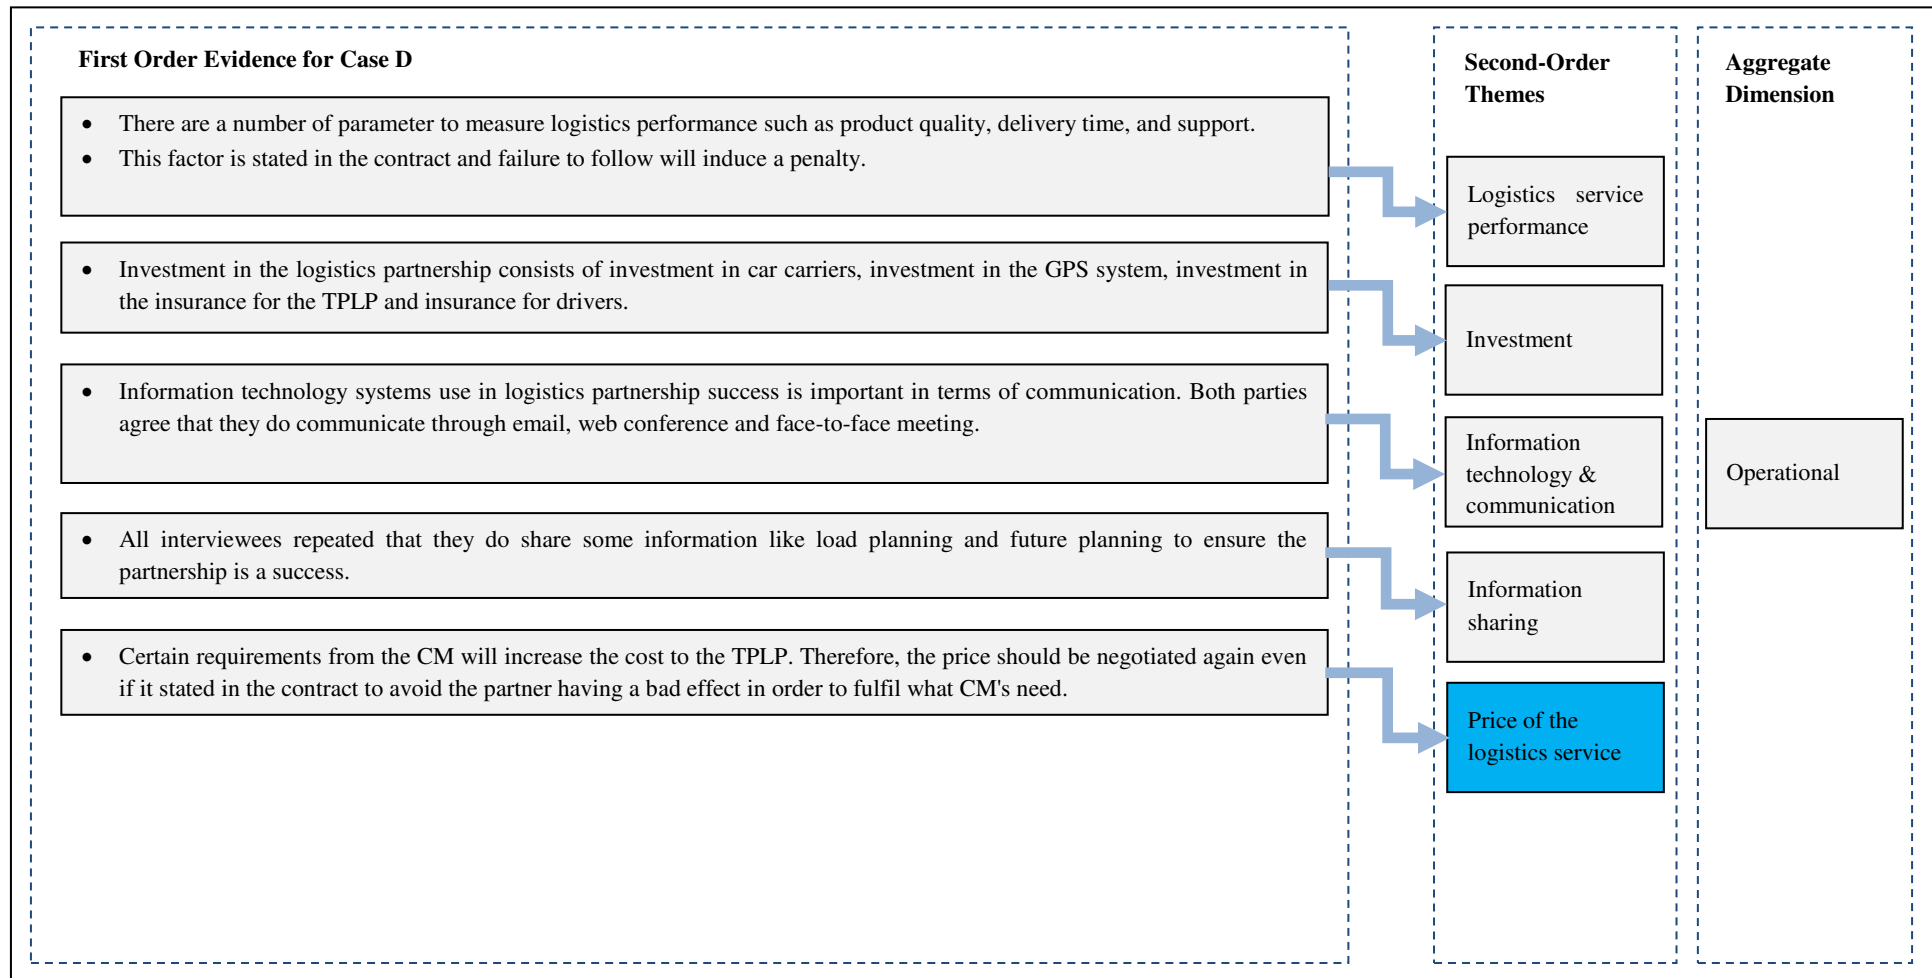 First Order Evidence for Case D
• There are a number of parameter to measure logistics performance such as product quality, delivery time, and support.
• This factor is stated in the contract and failure to follow will induce a penalty.
• Investment in the logistics partnership consists of investment in car carriers, investment in the GPS system, investment in
the insurance for the TPLP and insurance for drivers.
• Information technology systems use in logistics partnership success is important in terms of communication. Both parties
agree that they do communicate through email, web conference and face-to-face meeting.
• All interviewees repeated that they do share some information like load planning and future planning to ensure the
partnership is a success.
• Certain requirements from the CM will increase the cost to the TPLP. Therefore, the price should be negotiated again even
if it stated in the contract to avoid the partner having a bad effect in order to fulfil what CM's need.
Second-Order
Themes
Logistics service
performance
Investment
Information
technology &
communication
Information
sharing
Price of the
logistics service
Aggregate
Dimension
Operational